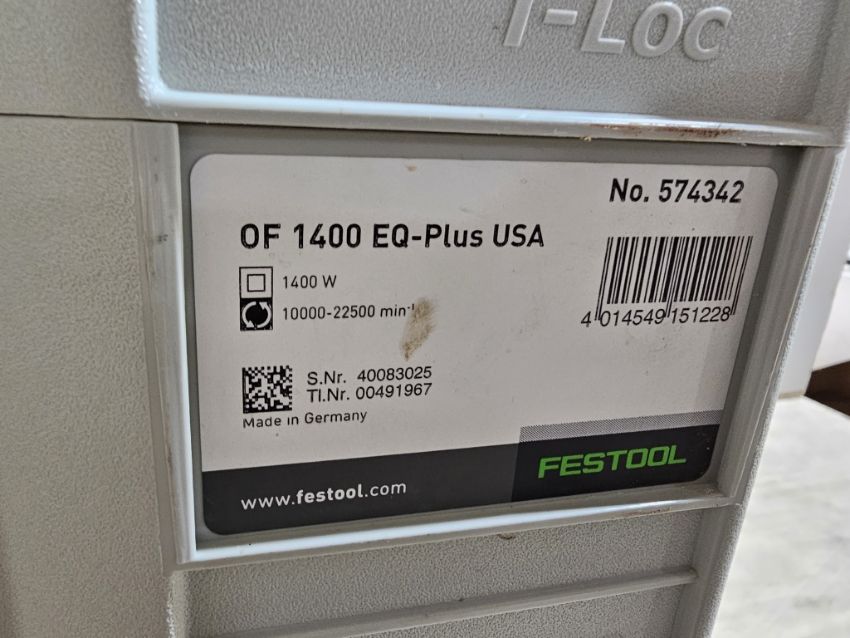 T-Loc
No. 574342
OF 1400 EQ-Plus USA
1400 W
10000-22500 min-¹
4 014549 151228
S.Nr. 40083025
TI.Nr. 00491967
Made in Germany
FESTOOL
www.festool.com